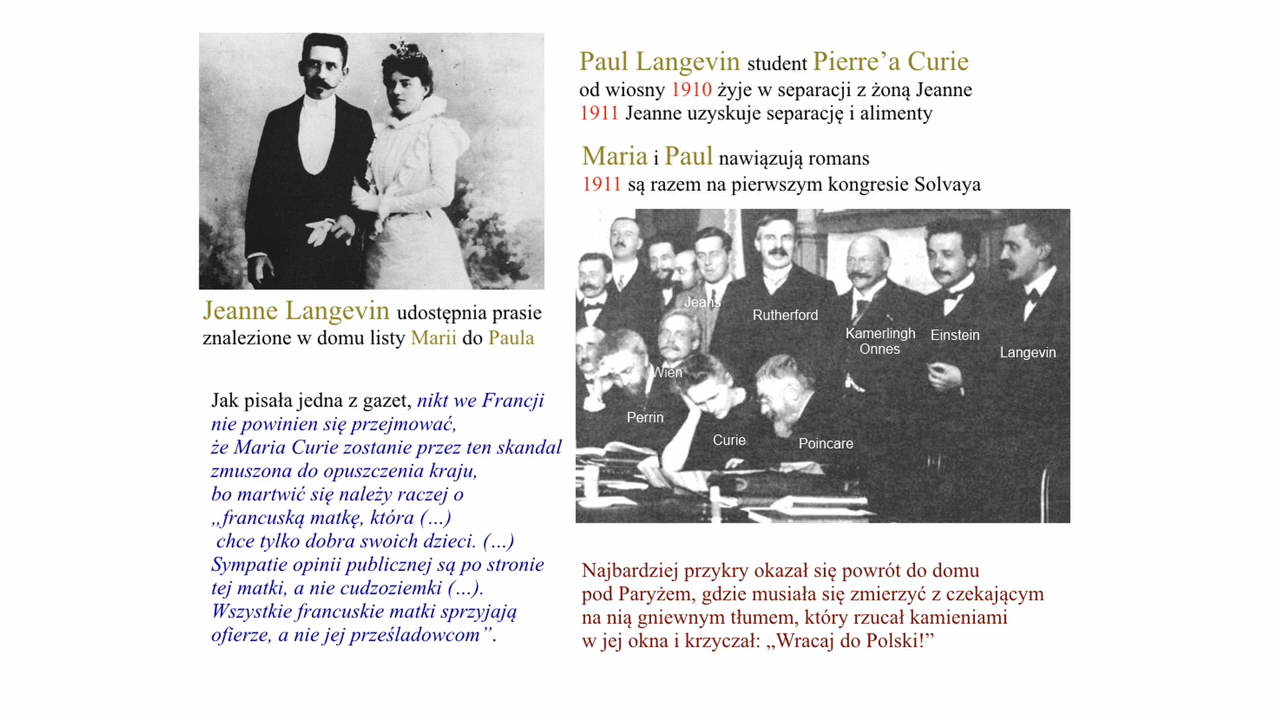 Paul Langevin student Pierre’a Curie
od wiosny 1910 żyje w separacji z żoną Jeanne
1911 Jeanne uzyskuje separację i alimenty
Maria i Paul nawiązują romans
1911 są razem na pierwszym kongresie Solvaya
Jeans
Rutherford
Kamerlingh
Onnes
Einstein
Langevin
Wien
Perrin
Curie
Poincare
Jeanne Langevin udostępnia prasie
znalezione w domu listy Marii do Paula
Jak pisała jedna z gazet, nikt we Francji
nie powinien się przejmować,
że Maria Curie zostanie przez ten skandal
zmuszona do opuszczenia kraju,
bo martwić się należy raczej o
„francuską matkę, która (…)
chce tylko dobra swoich dzieci. (…)
Sympatie opinii publicznej są po stronie
tej matki, a nie cudzoziemki (…).
Wszystkie francuskie matki sprzyjają
ofierze, a nie jej prześladowcom”.
Najbardziej przykry okazał się powrót do domu
pod Paryżem, gdzie musiała się zmierzyć z czekającym
na nią gniewnym tłumem, który rzucał kamieniami
w jej okna i krzyczał: „Wracaj do Polski!”